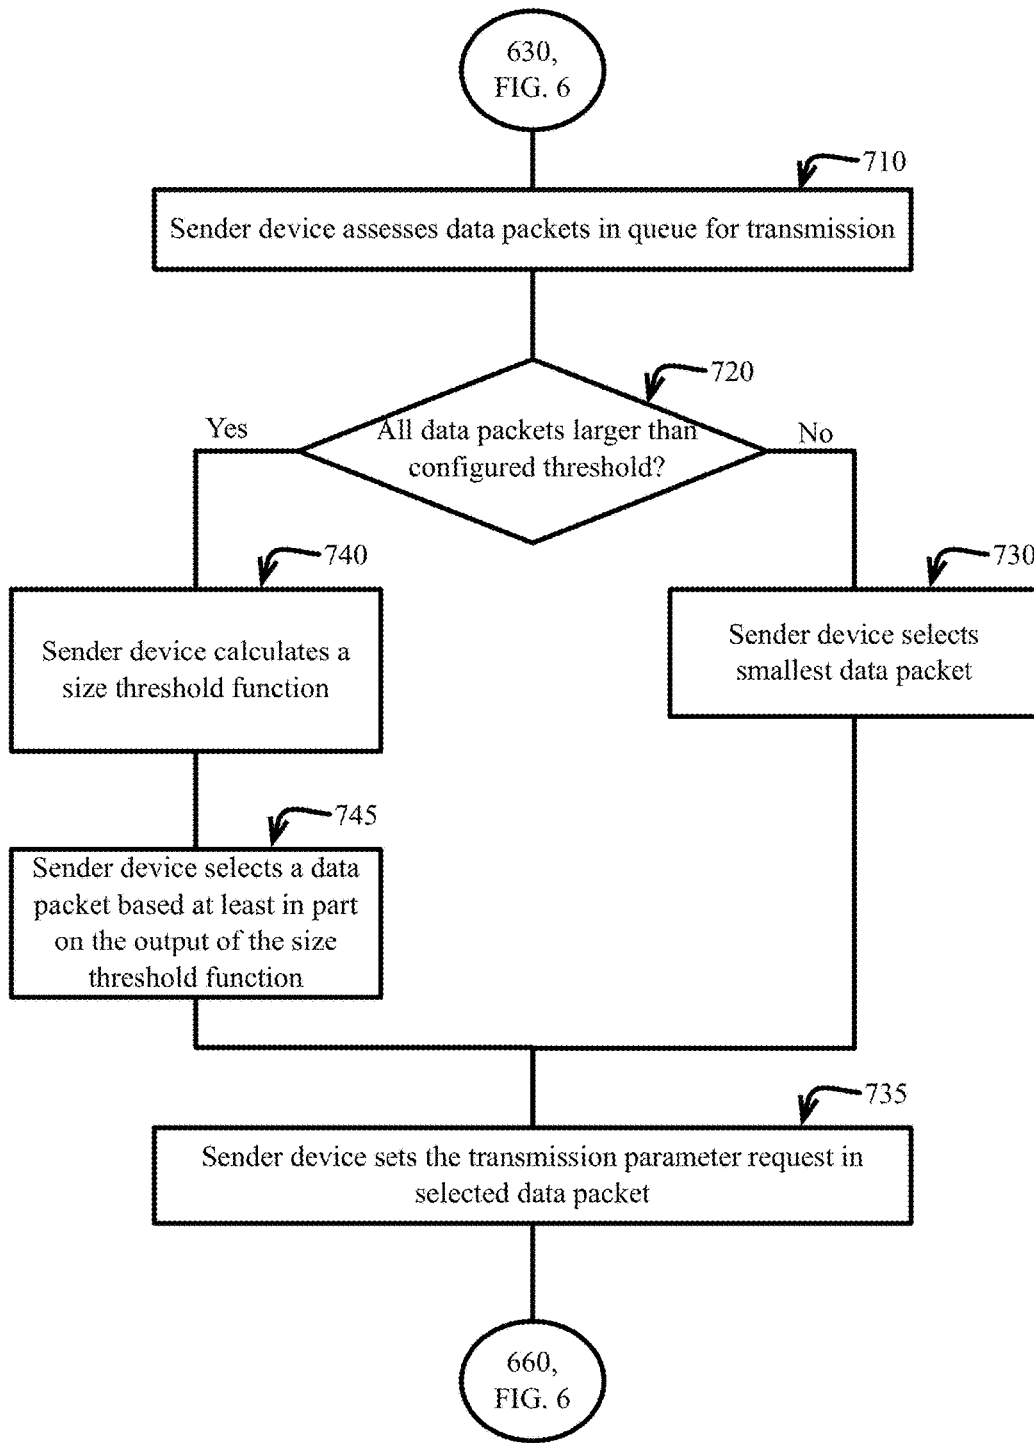 630,
FIG. 6
710
Sender device assesses data packets in queue for transmission
720
Yes
All data packets larger than
configured threshold?
No
740
730
Sender device calculates a
size threshold function
Sender device selects
smallest data packet
745
Sender device selects a data
packet based at least in part
on the output of the size
threshold function
735
Sender device sets the transmission parameter request in
selected data packet
660,
FIG. 6